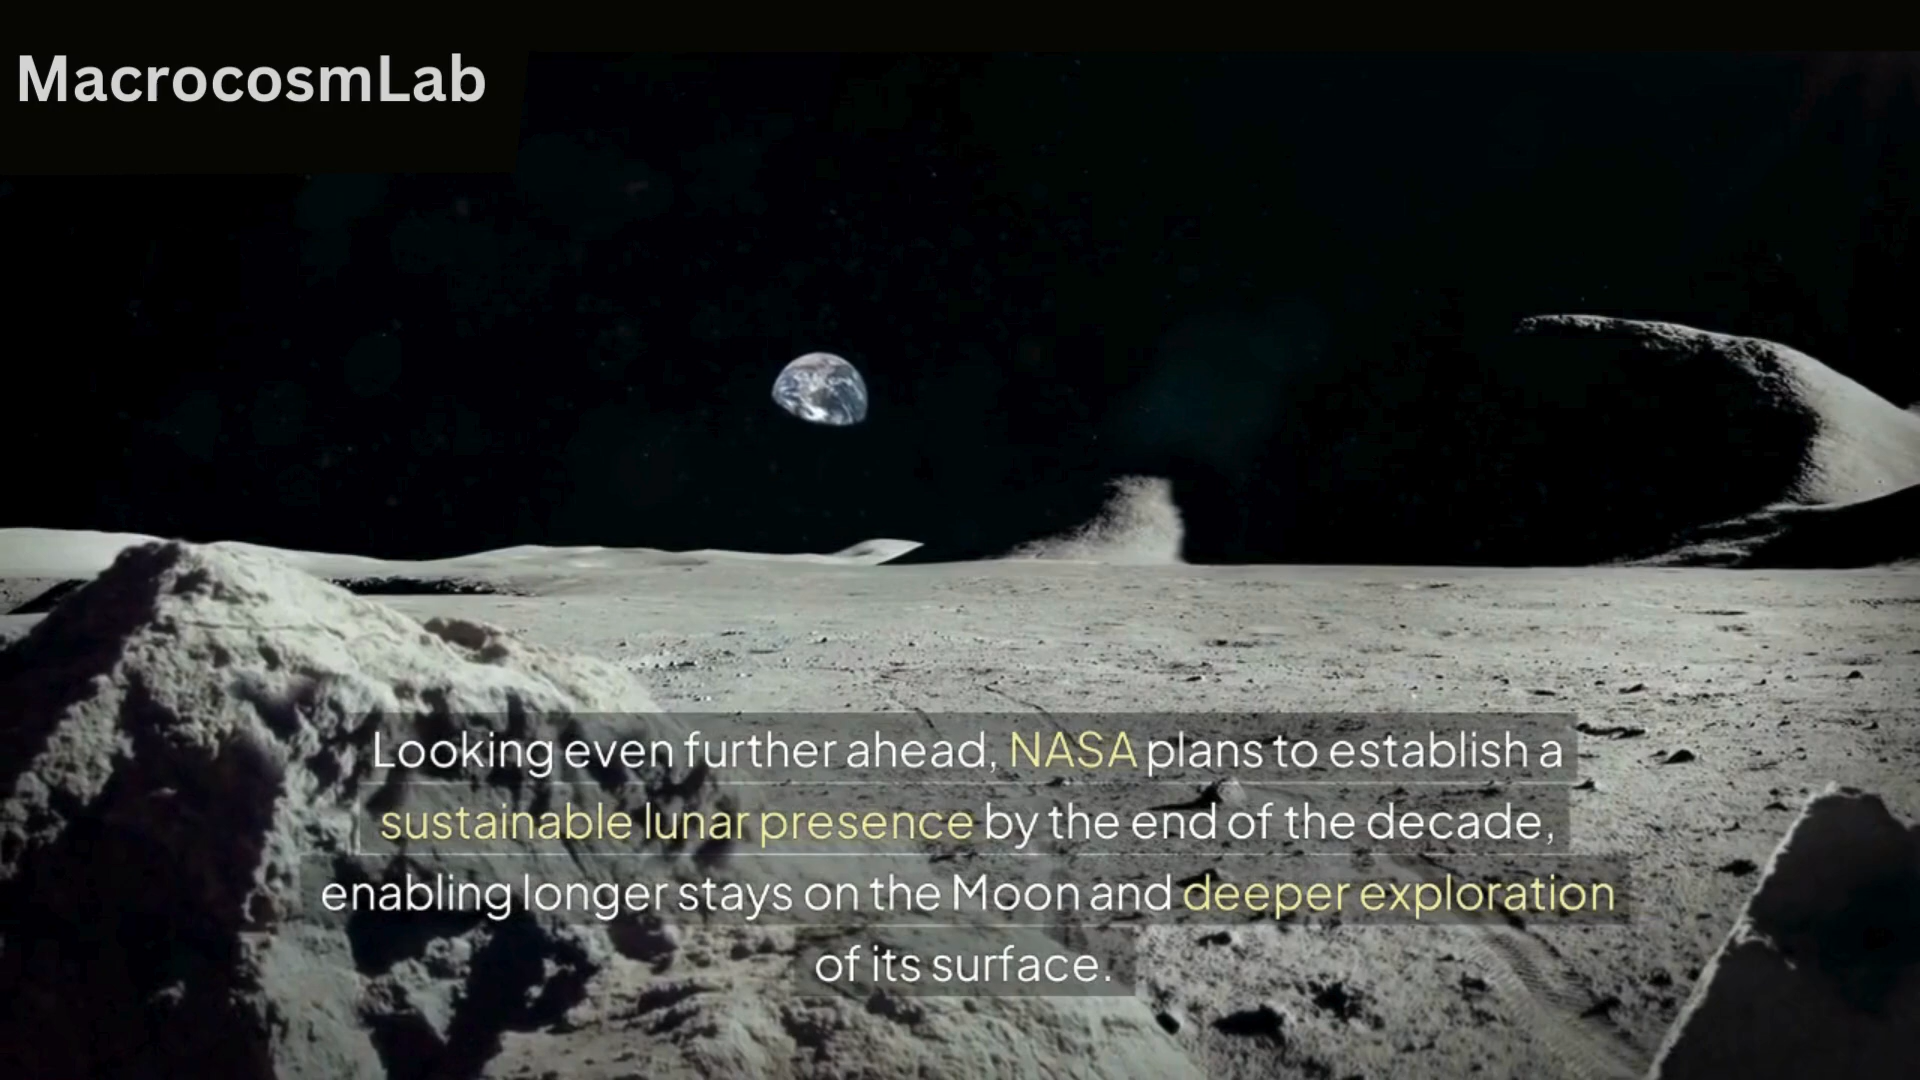 MacrocosmLab
Looking even further ahead, NASA plans to establish a
sustainable lunar presence by the end of the decade,
enabling longer stays on the Moon and deeper exploration
of its surface.